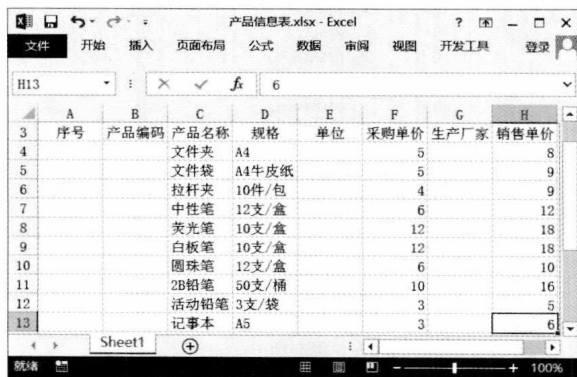 产品信息表.xlsx - Excel ?
文件 开始 插入 页面布局 公式 数据 审阅 视图 开发工具 登录
H13 fx 6
A B C D E F G H
3 序号 产品编码 产品名称 规格 单位 采购单价 生产厂家 销售单价
4 文件夹 A4 5 8
5 文件袋 A4牛皮纸 5 9
6 拉杆夹 10件/包 4 9
7 中性笔 12支/盒 6 12
8 荧光笔 10支/盒 12 18
9 白板笔 10支/盒 12 18
10 圆珠笔 12支/盒 6 10
11 2B铅笔 50支/桶 10 16
12 活动铅笔 3支/袋 3 5
13 记事本 A5 3 6
Sheet1
就绪 100%